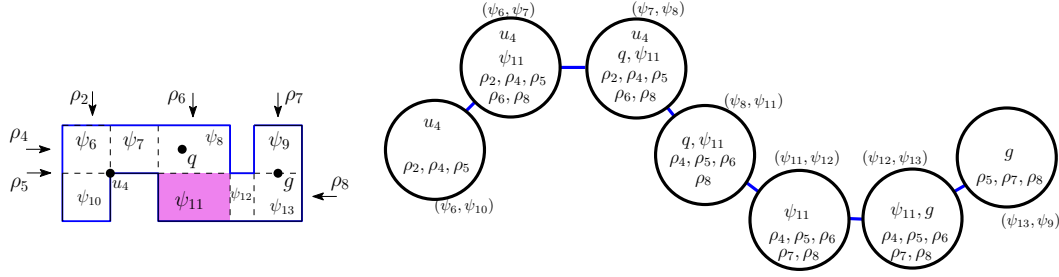 ρ₂ ρ₆ ρ₇
ρ₄ ψ₆ ψ₇ ψ₈ ψ₉
q
ρ₅ u₄ g
ψ₁₀ ψ₁₁ ψ₁₂ ψ₁₃ ρ₈
u₄
ρ₂, ρ₄, ρ₅
(ψ₆, ψ₁₀)
(ψ₆, ψ₇)
u₄
ψ₁₁
ρ₂, ρ₄, ρ₅
ρ₆, ρ₈
(ψ₇, ψ₈)
u₄
q, ψ₁₁
ρ₂, ρ₄, ρ₅
ρ₆, ρ₈
(ψ₈, ψ₁₁)
q, ψ₁₁
ρ₄, ρ₅, ρ₆
ρ₈
(ψ₁₁, ψ₁₂)
ψ₁₁
ρ₄, ρ₅, ρ₆
ρ₇, ρ₈
(ψ₁₂, ψ₁₃)
ψ₁₁, g
ρ₄, ρ₅, ρ₆
ρ₇, ρ₈
g
ρ₅, ρ₇, ρ₈
(ψ₁₃, ψ₉)